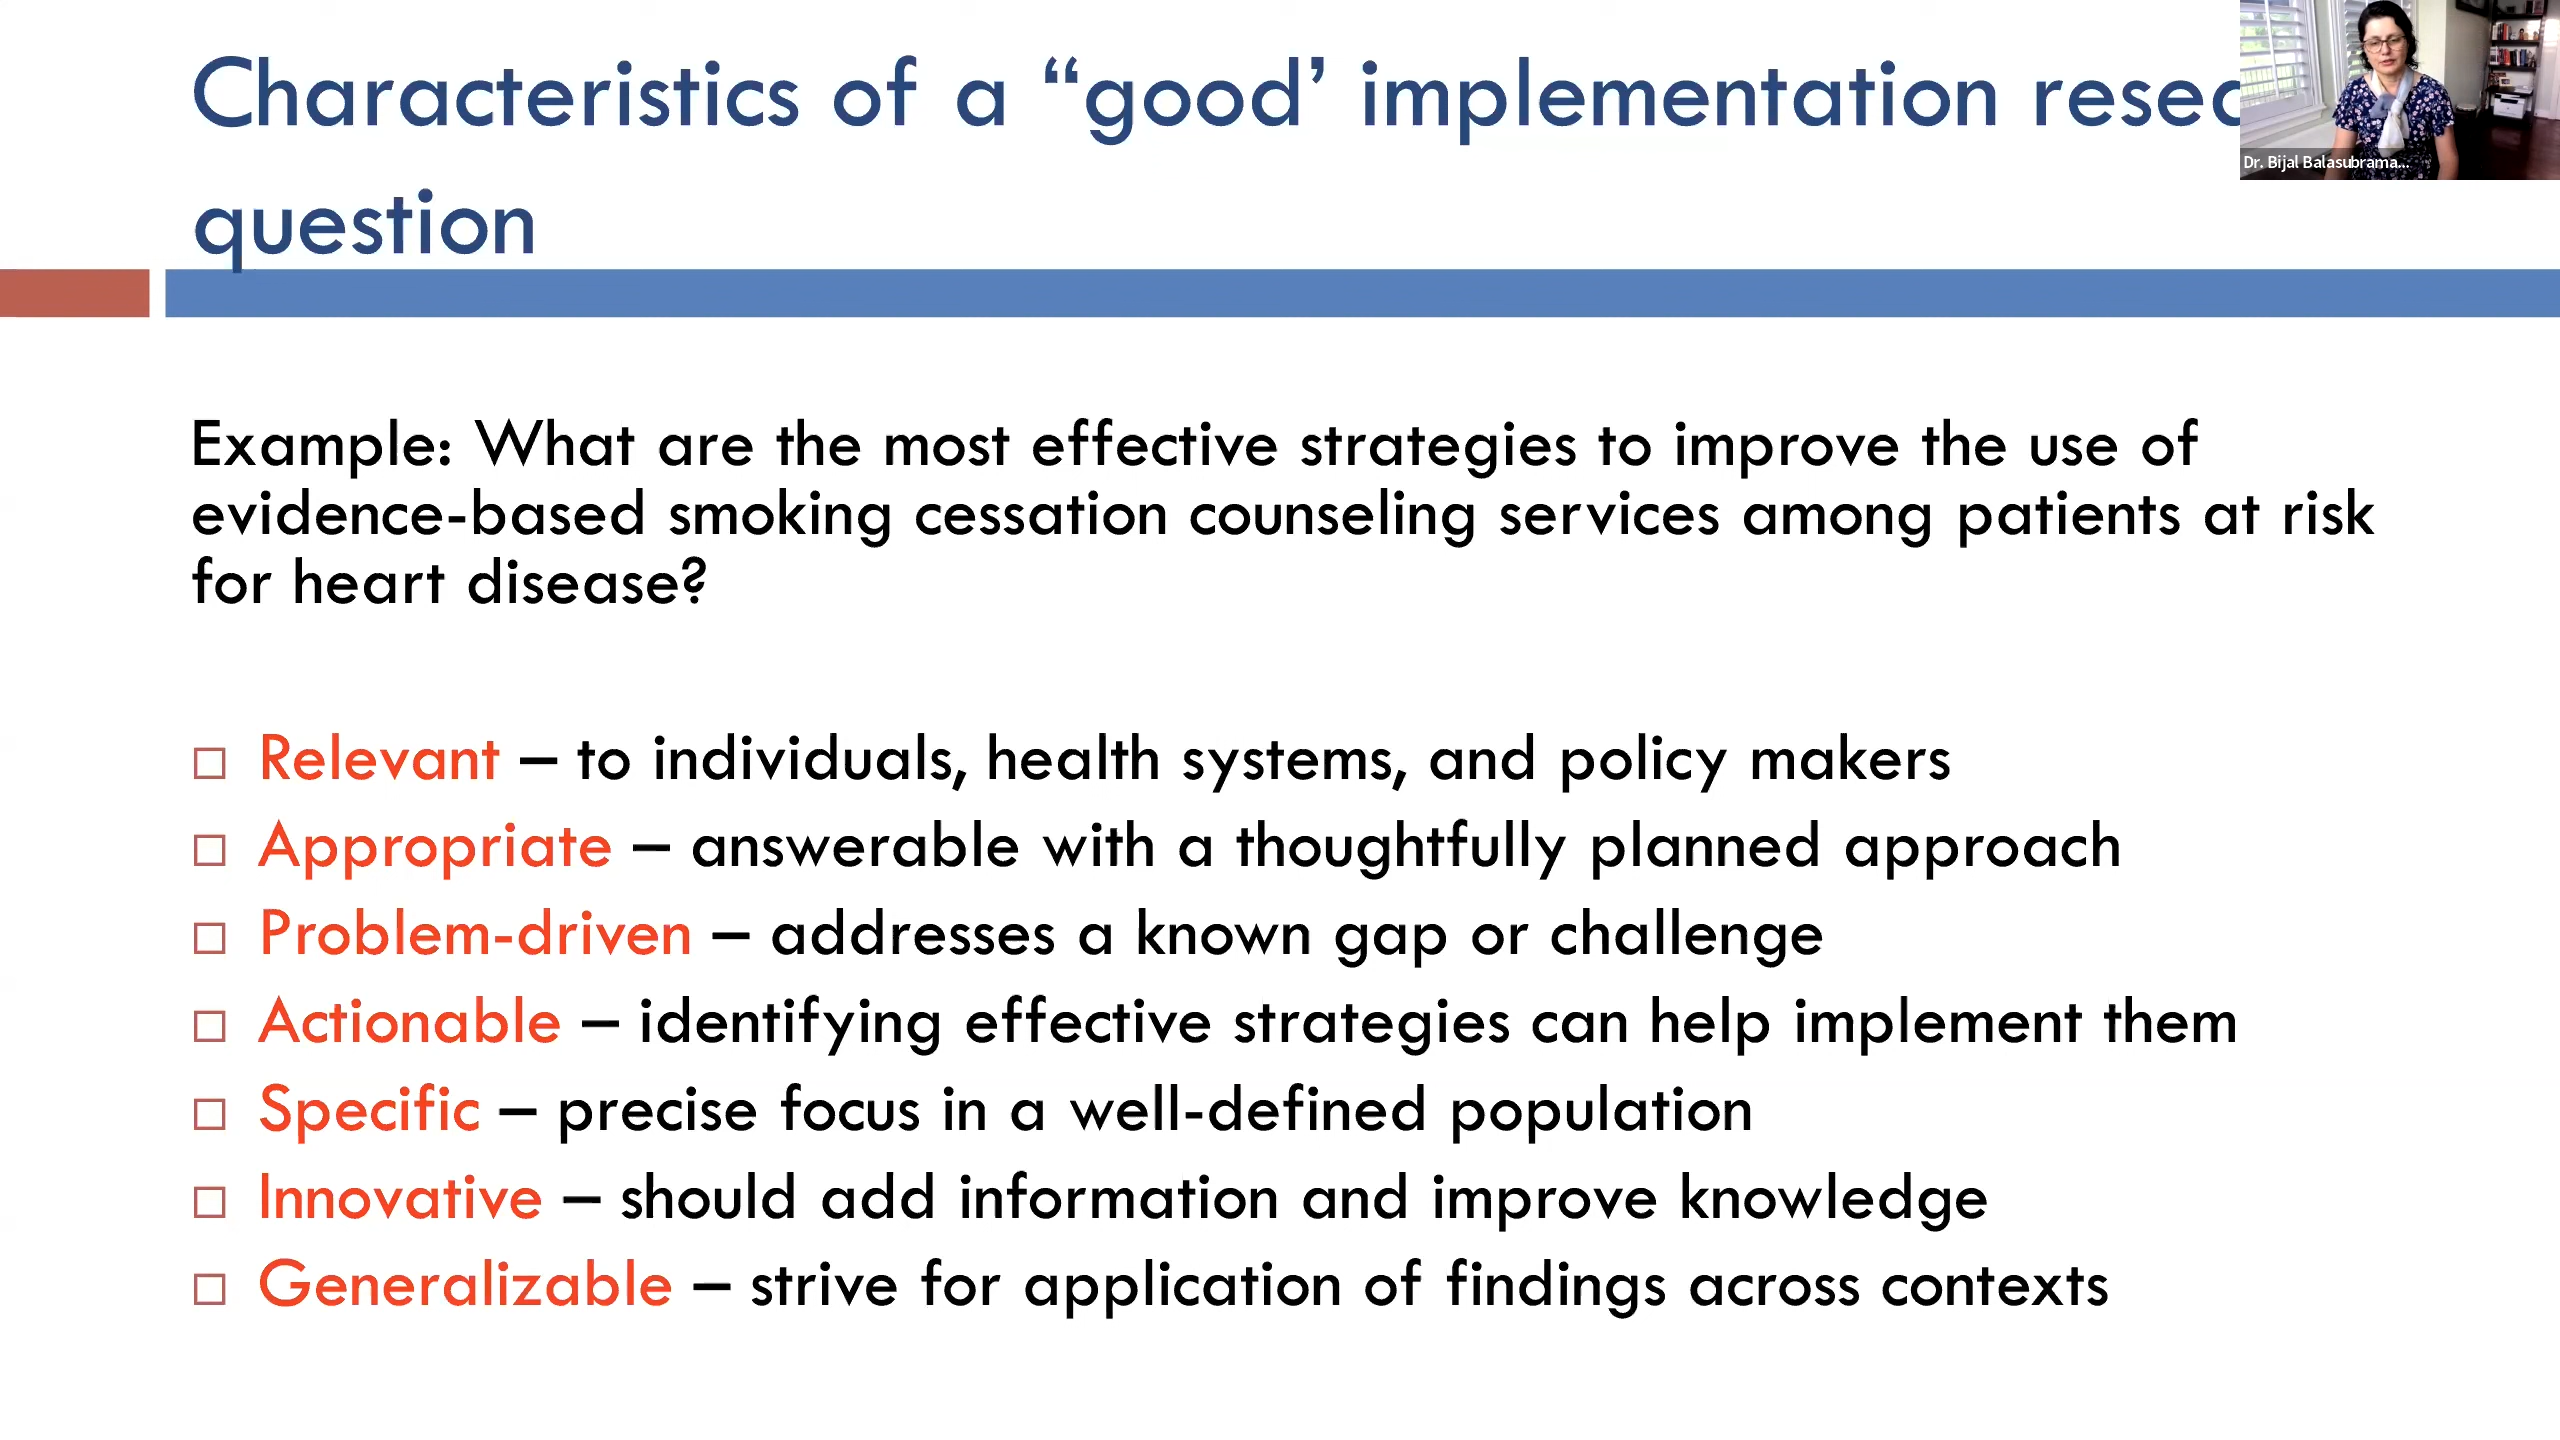 Characteristics of a “good’ implementation
question
Dr. Bijal Balasubrama...
Example: What are the most effective strategies to improve the use of
evidence-based smoking cessation counseling services among patients at risk
for heart disease?
Relevant – to individuals, health systems, and policy makers
Appropriate – answerable with a thoughtfully planned approach
Problem-driven – addresses a known gap or challenge
Actionable – identifying effective strategies can help implement them
Specific – precise focus in a well-defined population
Innovative – should add information and improve knowledge
Generalizable – strive for application of findings across contexts